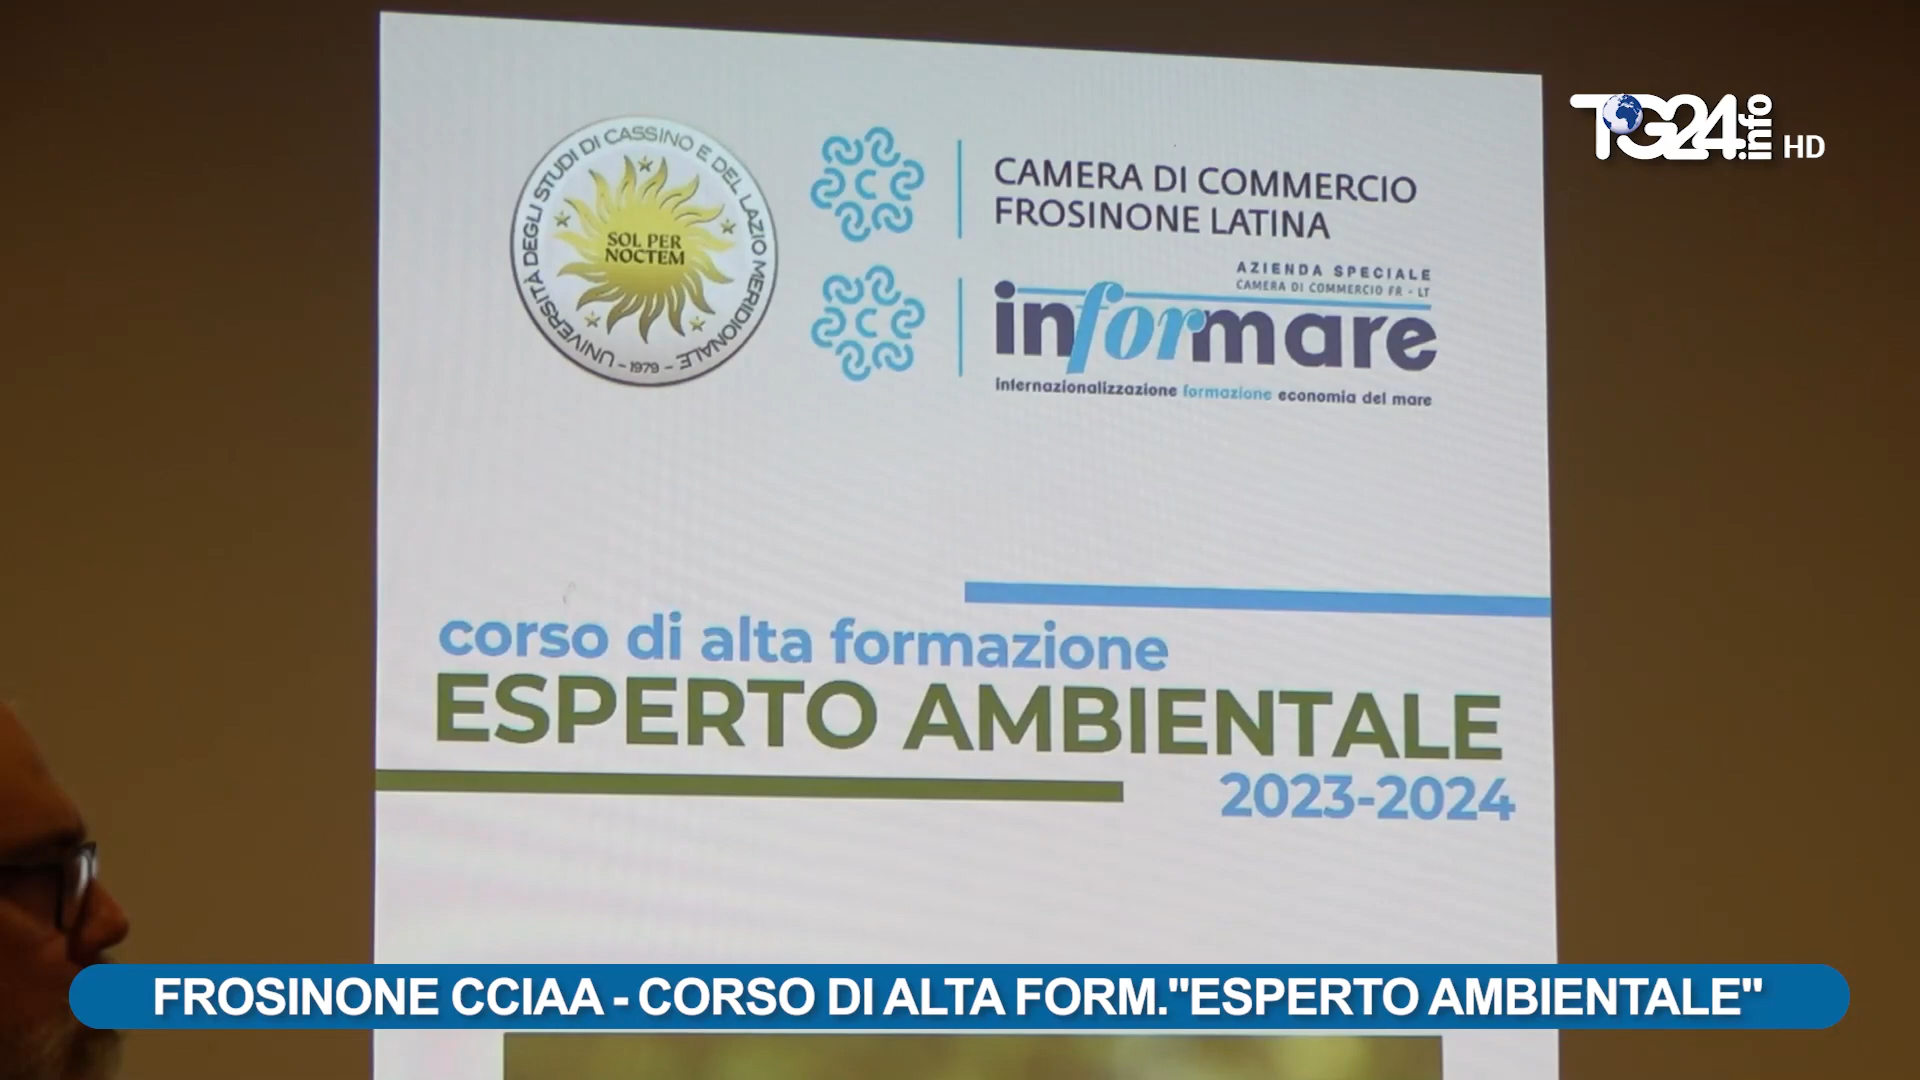 TG24.info HD
UNIVERSITÀ DEGLI STUDI DI CASSINO E DEL LAZIO MERIDIONALE
- 1979 -
SOL PER
NOCTEM
CAMERA DI COMMERCIO
FROSINONE LATINA
AZIENDA SPECIALE
CAMERA DI COMMERCIO FR - LT
informare
internazionalizzazione formazione economia del mare
corso di alta formazione
ESPERTO AMBIENTALE
2023-2024
FROSINONE CCIAA - CORSO DI ALTA FORM."ESPERTO AMBIENTALE"